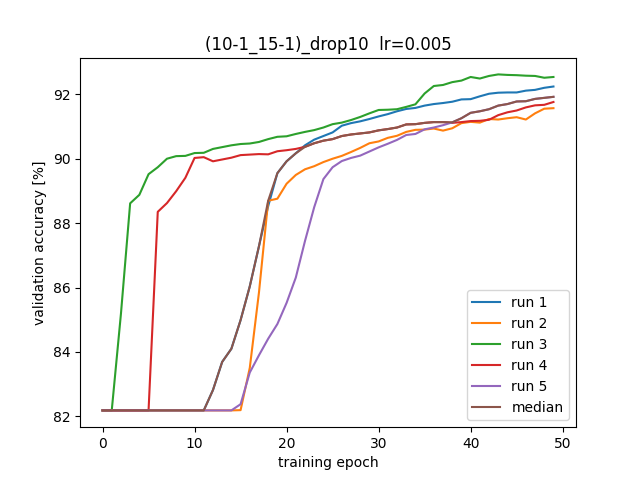 (10-1_15-1)_drop10  lr=0.005
validation accuracy [%]
92
90
88
86
84
82
0
10
20
30
40
50
training epoch
run 1
run 2
run 3
run 4
run 5
median